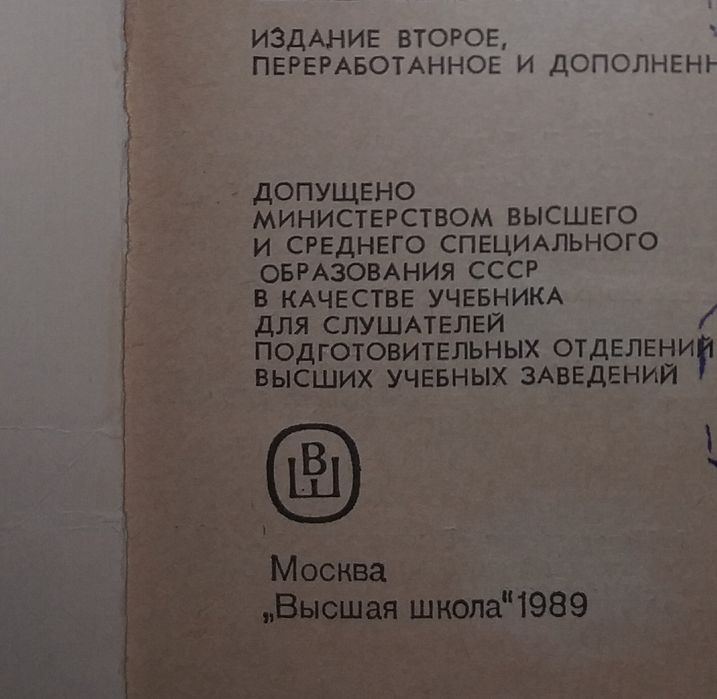 ИЗДАНИЕ ВТОРОЕ,
ПЕРЕРАБОТАННОЕ И
ДОПУЩЕНО
МИНИСТЕРСТВОМ ВЫСШЕГО
И СРЕДНЕГО СПЕЦИАЛЬНОГО
ОБРАЗОВАНИЯ СССР
В КАЧЕСТВЕ УЧЕБНИКА
ДЛЯ СЛУШАТЕЛЕЙ
ПОДГОТОВИТЕЛЬНЫХ ОТДЕЛЕНИЙ
ВЫСШИХ УЧЕБНЫХ ЗАВЕДЕНИЙ
ВШ
Москва
„Высшая школа“1989